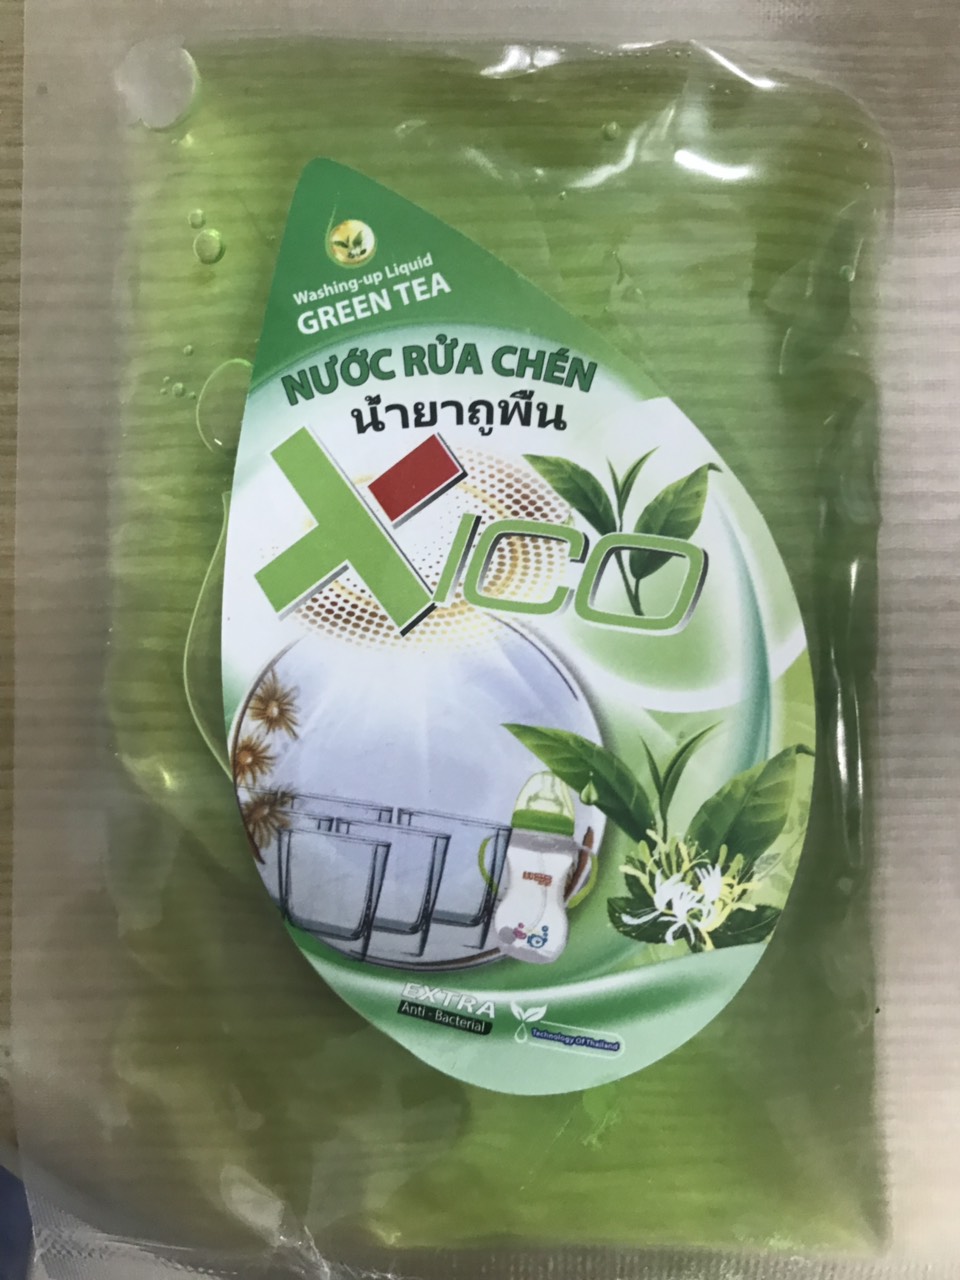 Washing-up Liquid
GREEN TEA
NƯỚC RỬA CHÉN
น้ำยาถูพื้น
XICO
EXTRA
Anti - Bacterial
Technology Of Thailand